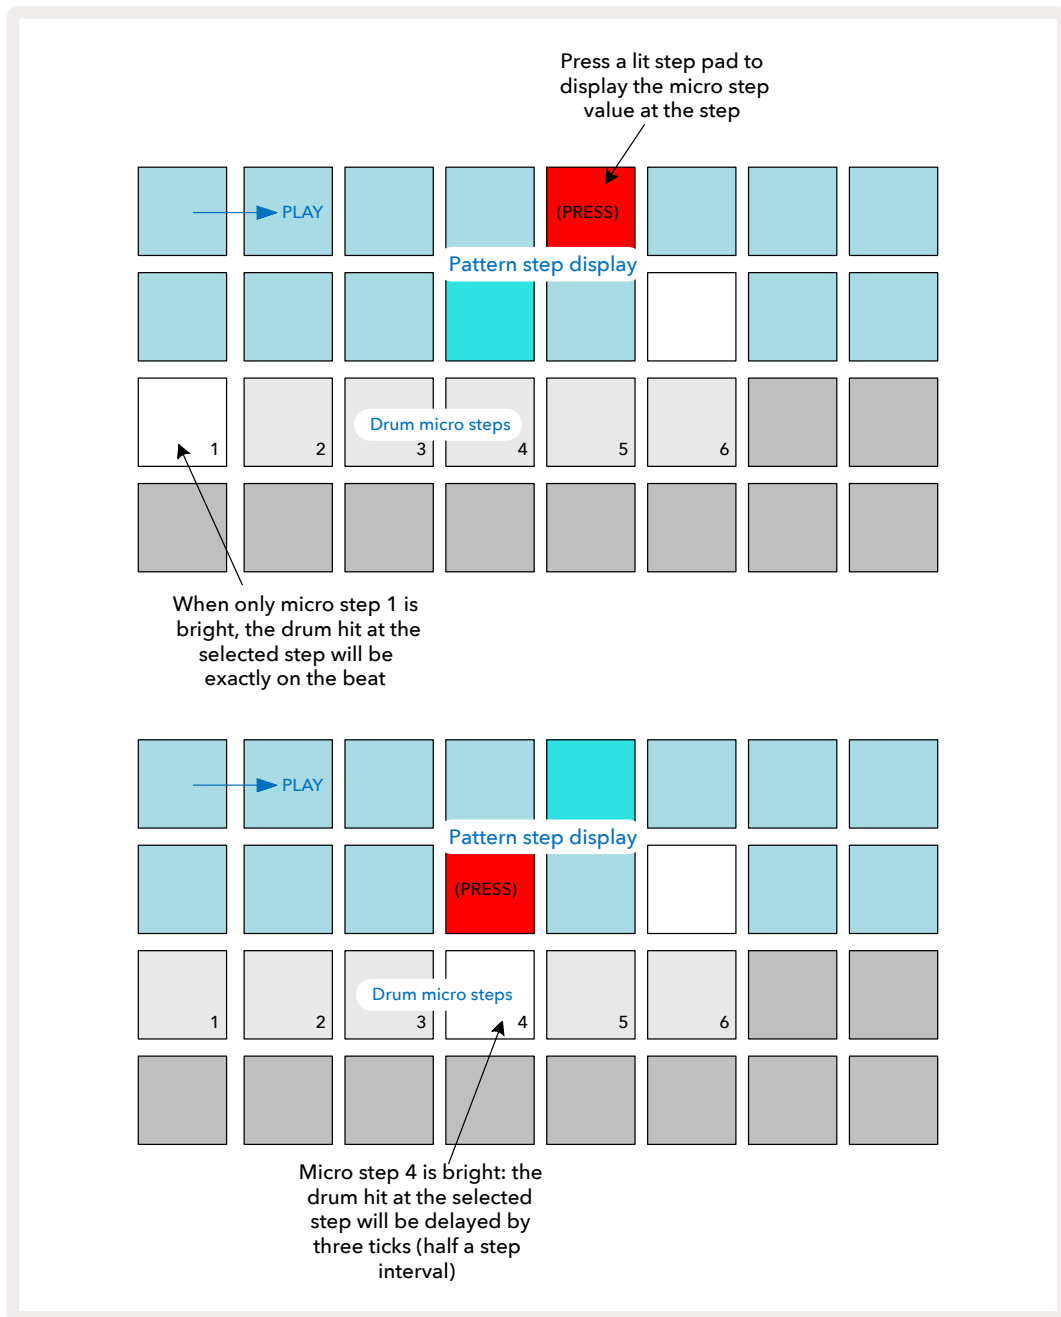 Press a lit step pad to
display the micro step
value at the step
PLAY
(PRESS)
Pattern step display
Drum micro steps
1
2
3
4
5
6
When only micro step 1 is
bright, the drum hit at the
selected step will be
exactly on the beat
PLAY
Pattern step display
(PRESS)
Drum micro steps
1
2
3
4
5
6
Micro step 4 is bright: the
drum hit at the selected
step will be delayed by
three ticks (half a step
interval)